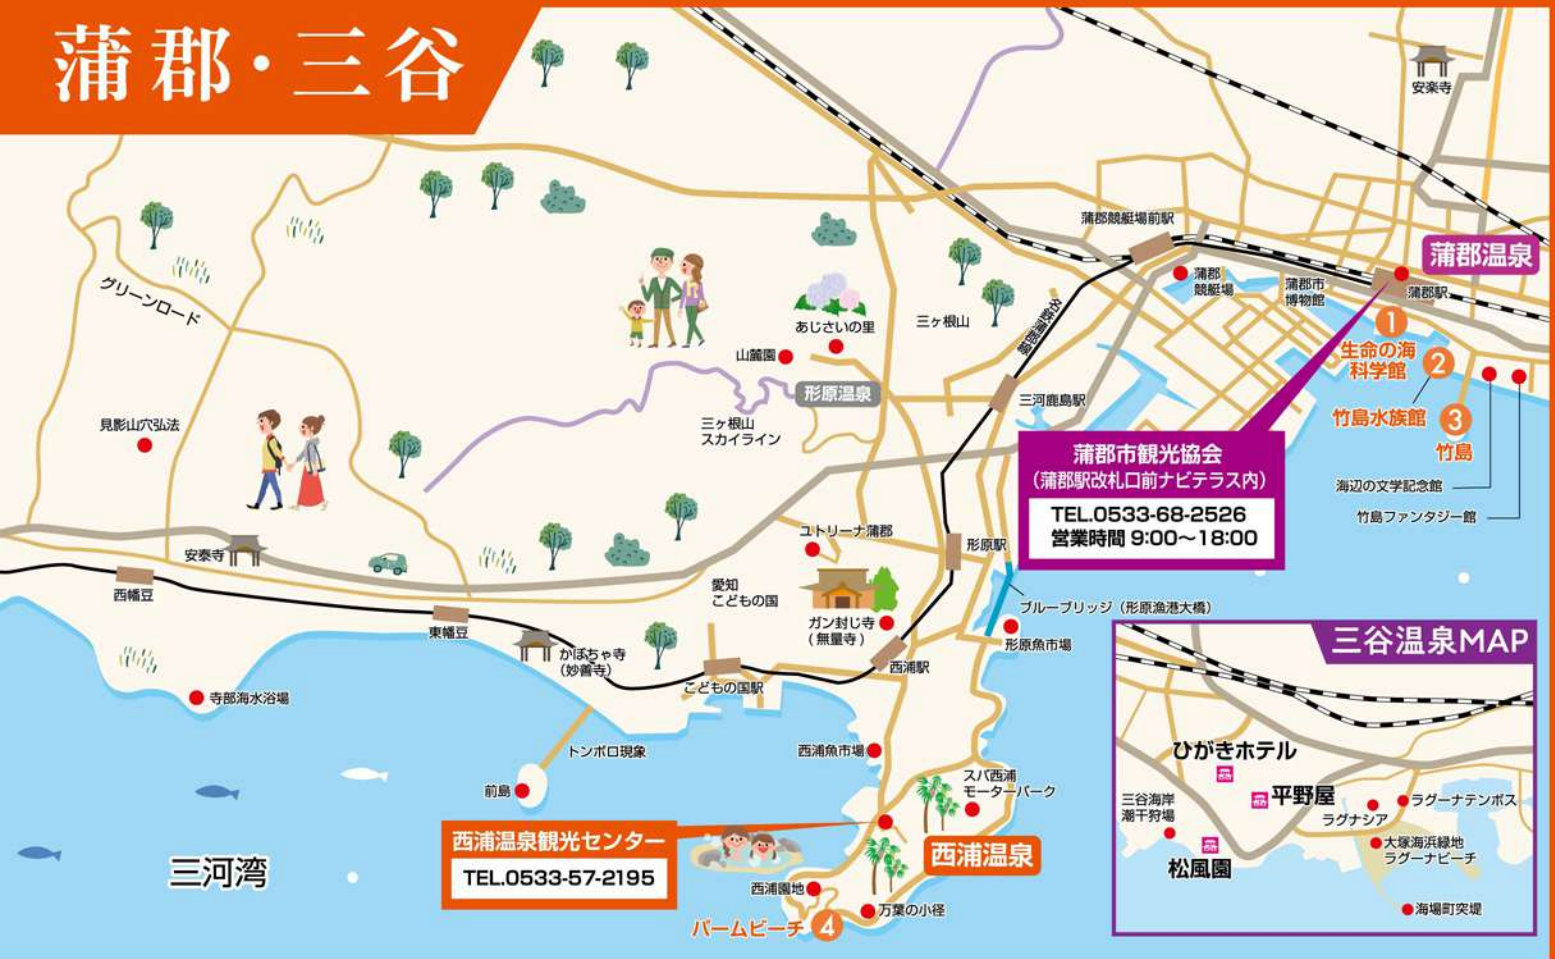 蒲郡・三谷
安楽寺
蒲郡競艇場前駅
蒲郡温泉
蒲郡
競艇場
蒲郡市
博物館
蒲郡駅
グリーンロード
名鉄蒲郡線
あじさいの里
三ヶ根山
山麓園
形原温泉
三ヶ根山
スカイライン
三河鹿島駅
1
生命の海
科学館
2
竹島水族館
3
竹島
海辺の文学記念館
竹島ファンタジー館
見影山穴弘法
蒲郡市観光協会
(蒲郡駅改札口前ナビテラス内)
TEL.0533-68-2526
営業時間 9:00~18:00
安泰寺
西幡豆
東幡豆
ユトリーナ蒲郡
形原駅
愛知
こどもの国
ガン封じ寺
(無量寺)
ブルーブリッジ(形原漁港大橋)
形原魚市場
かぼちゃ寺
(妙善寺)
こどもの国駅
西浦駅
寺部海水浴場
トンボロ現象
前島
西浦魚市場
スパ西浦
モーターパーク
西浦温泉観光センター
TEL.0533-57-2195
西浦温泉
三河湾
西浦園地
万葉の小径
パームビーチ
4
三谷温泉MAP
ひがきホテル
平野屋
三谷海岸
潮干狩場
松風園
ラグーナテンボス
ラグナシア
大塚海浜緑地
ラグーナビーチ
海陽町突堤